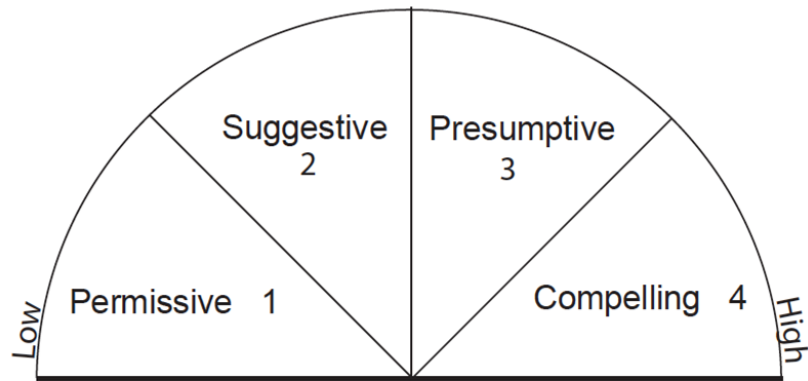 Suggestive
2
Presumptive
3
Permissive 1
Compelling 4
Low
High